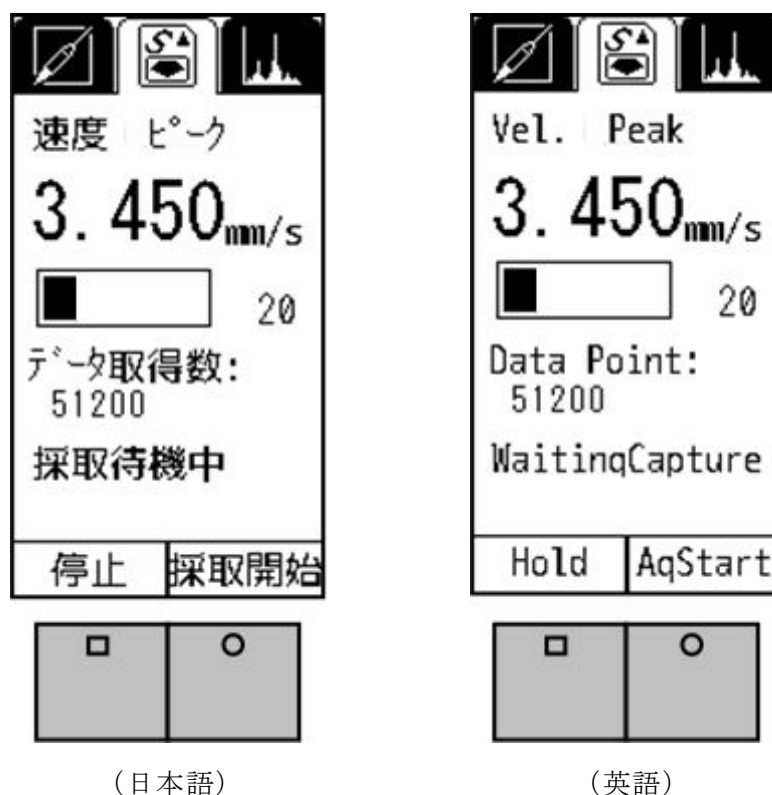 S
速度 ピーク
3.450mm/s
20
データ取得数:
51200
採取待機中
停止 採取開始
(日本語)
S
Vel. Peak
3.450mm/s
20
Data Point:
51200
WaitingCapture
Hold AqStart
(英語)